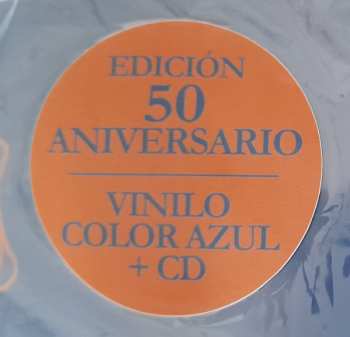 EDICIÓN
50
ANIVERSARIO
VINILO
COLOR AZUL
+ CD